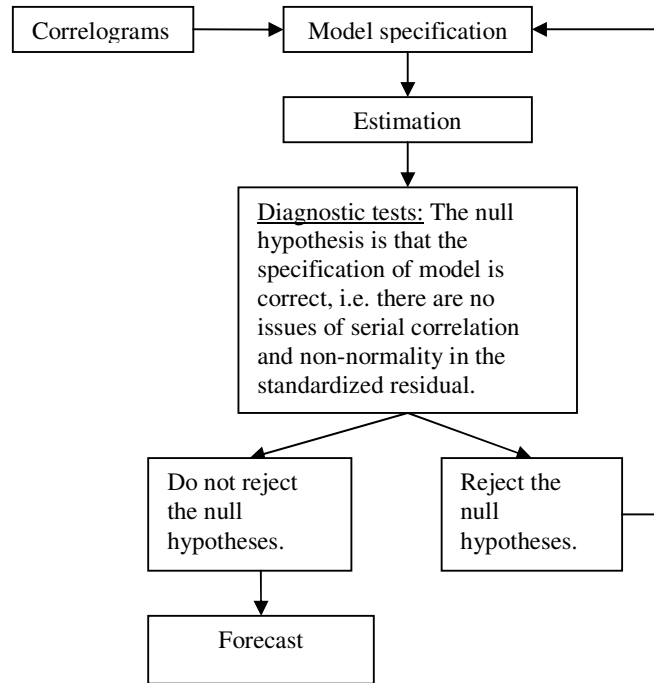 Correlograms
Model specification
Estimation
Diagnostic tests: The null
hypothesis is that the
specification of model is
correct, i.e. there are no
issues of serial correlation
and non-normality in the
standardized residual.
Do not reject
the null
hypotheses.
Reject the
null
hypotheses.
Forecast